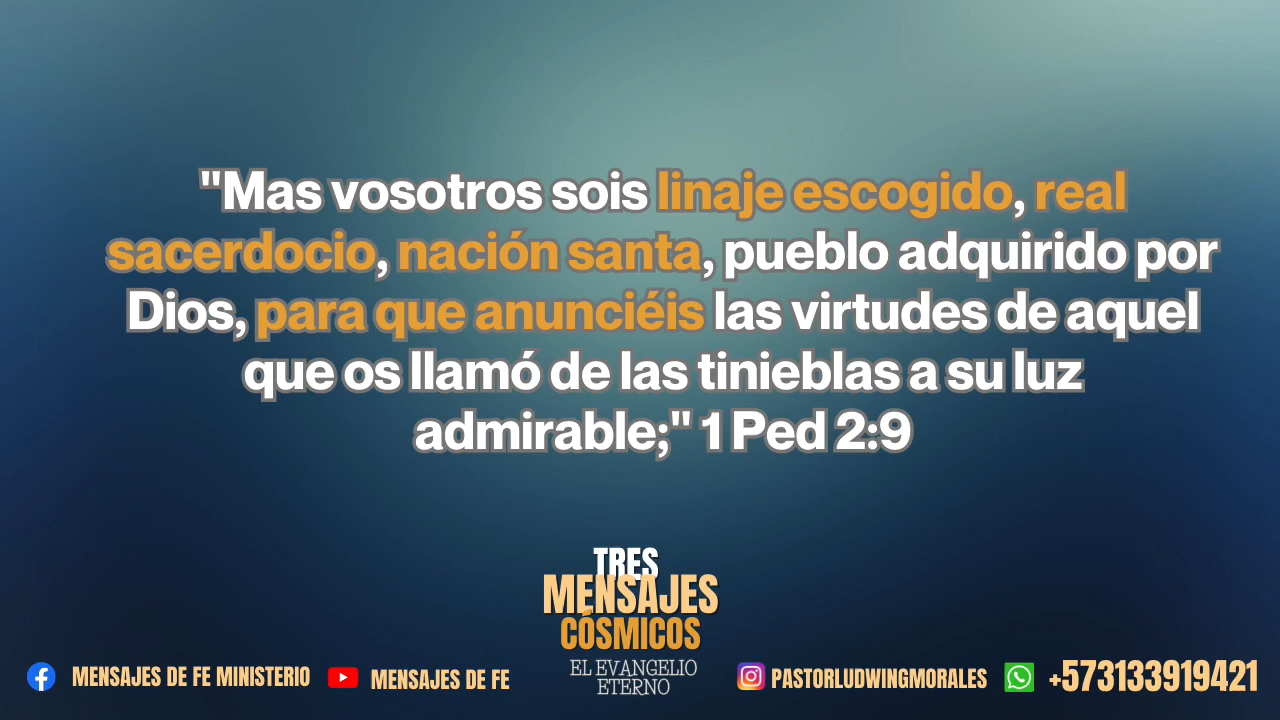 "Mas vosotros sois linaje escogido, real
sacerdocio, nación santa, pueblo adquirido por
Dios, para que anunciéis las virtudes de aquel
que os llamó de las tinieblas a su luz
admirable;" 1 Ped 2:9
TRES
MENSAJES
CÓSMICOS
EL EVANGELIO
ETERNO
MENSAJES DE FE MINISTERIO
MENSAJES DE FE
PASTORLUDWINGMORALES
+573133919421